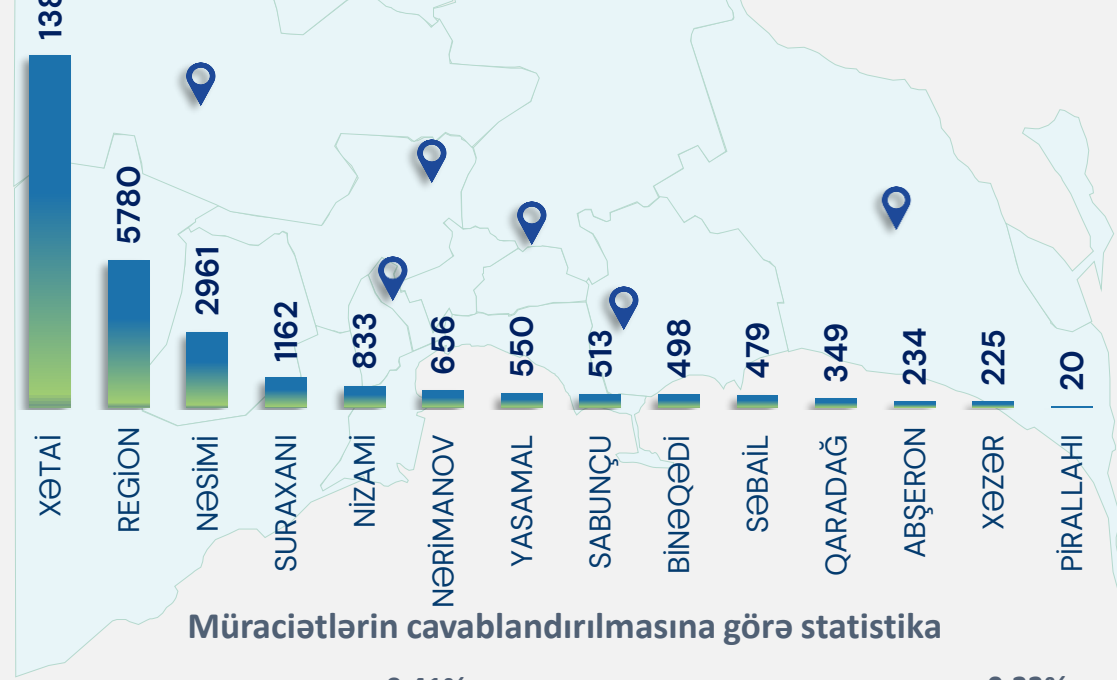 5780
2961
1162
833
656
550
513
498
479
349
234
225
20
XƏTAİ
REGİON
NƏSİMİ
SURAXANI
NİZAMİ
NƏRİMANOV
YASAMAL
SABUNÇU
BİNƏQƏDİ
SƏBAİL
QARADAĞ
ABŞERON
XƏZƏR
PİRALLAHI
Müraciətlərin cavablandırılmasına görə statistika